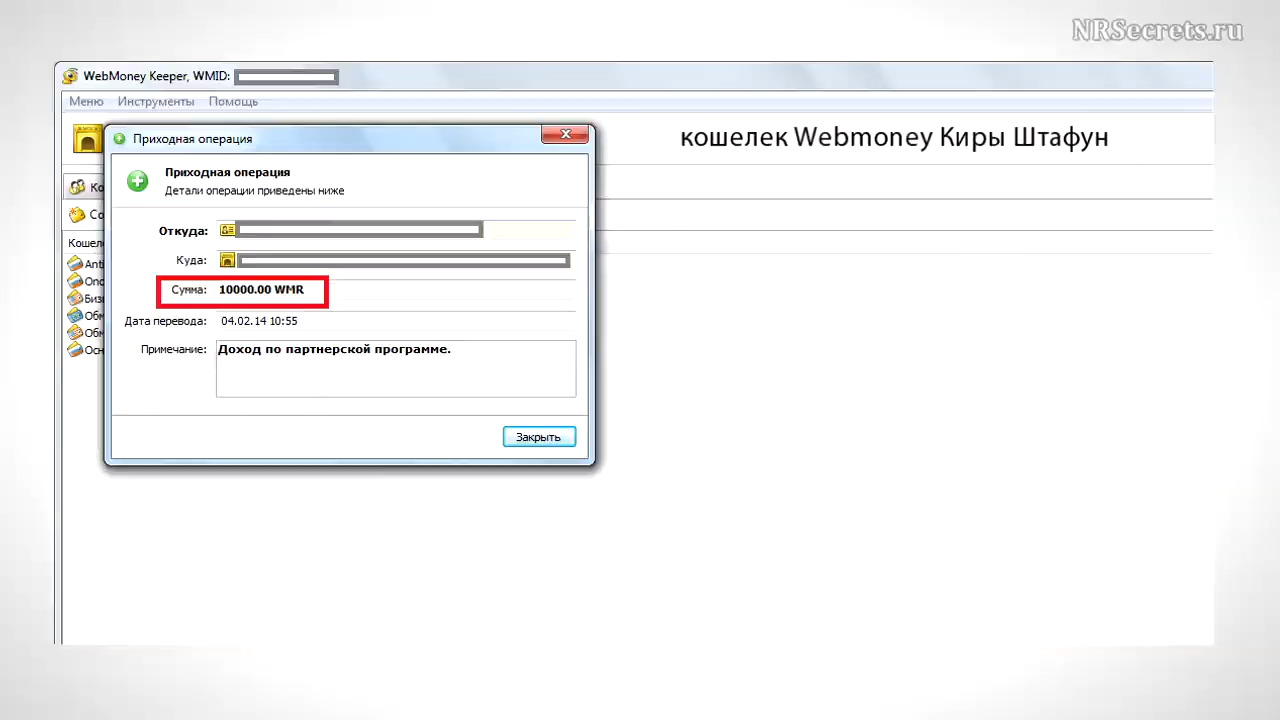 NRSecrets.ru
WebMoney Keeper, WMID:
Меню Инструменты Помощь
кошелек Webmoney Киры Штафун
Приходная операция
Приходная операция
Детали операции приведены ниже
Откуда:
Куда:
Сумма: 10000.00 WMR
Дата перевода: 04.02.14 10:55
Примечание: Доход по партнерской программе.
Закрыть